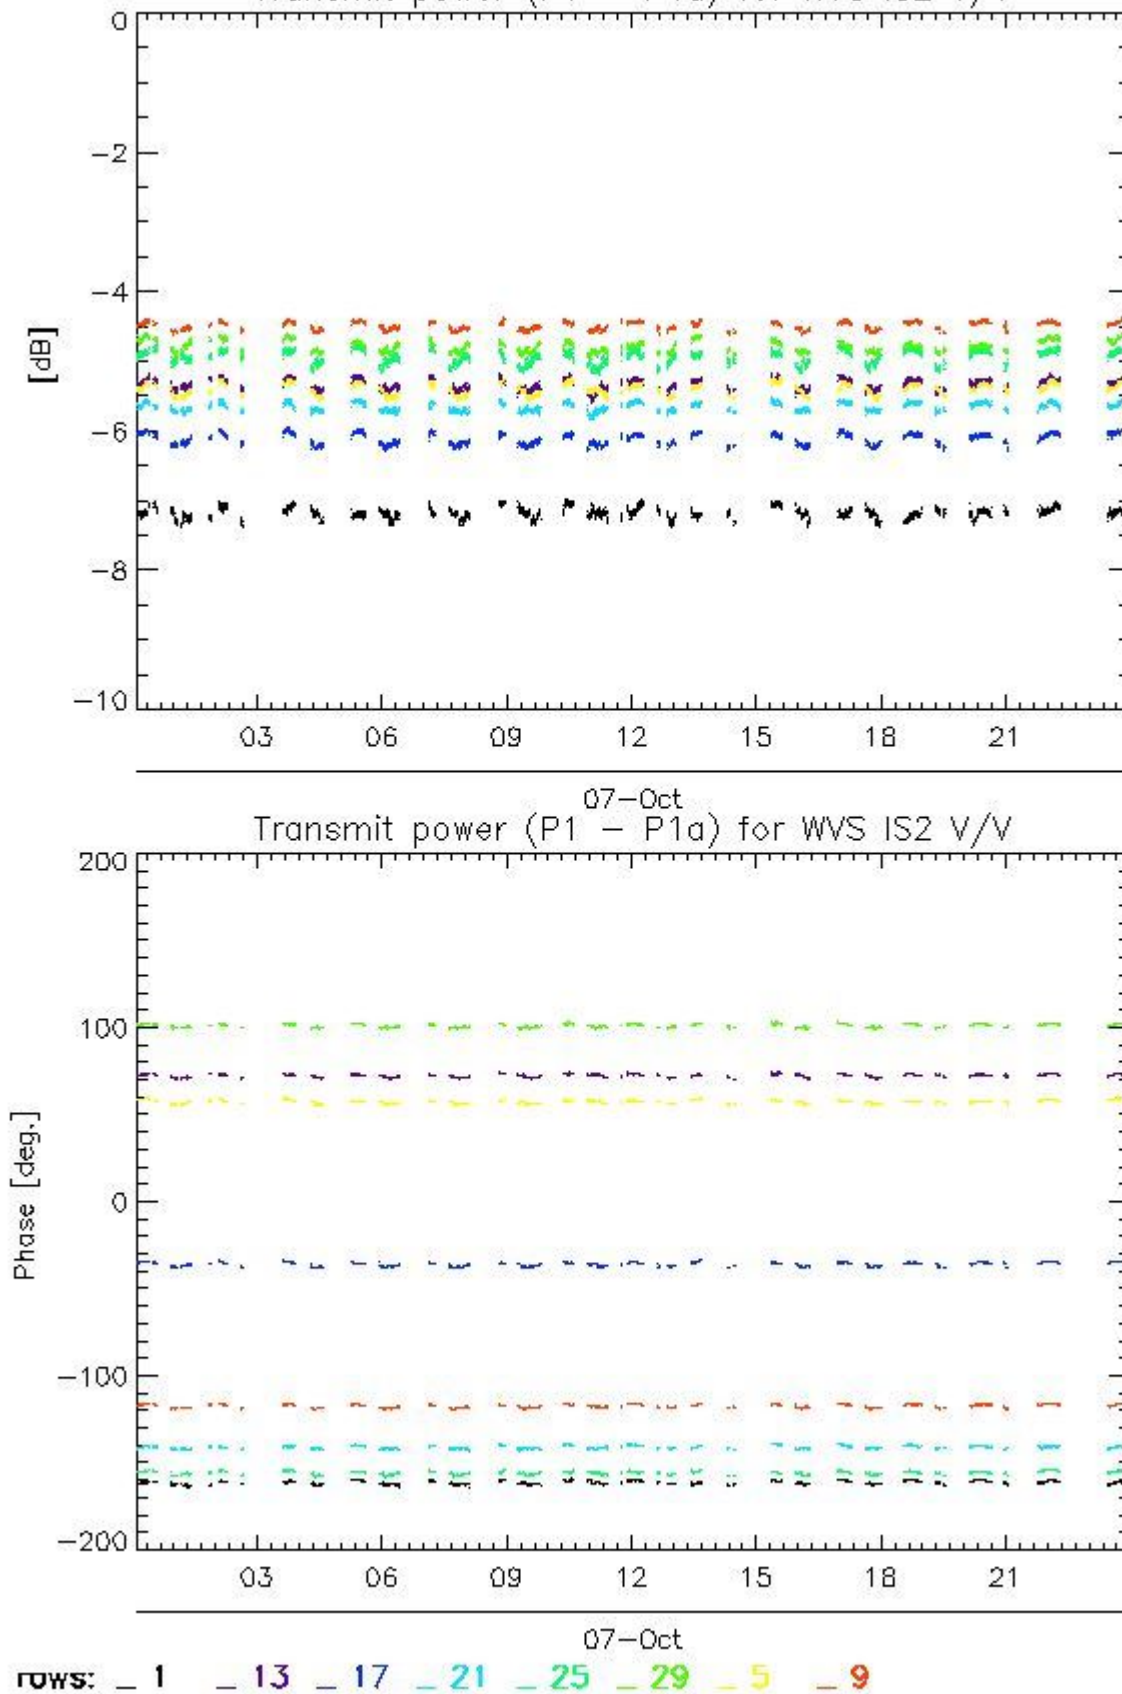 0
−2
−4
[dB]
−6
−8
−10
03 06 09 12 15 18 21
07−Oct
Transmit power (P1 − P1a) for WVS IS2 V/V
200
100
Phase [deg.]
0
−100
−200
03 06 09 12 15 18 21
07−Oct
rows: _ 1 _ 13 _ 17 _ 21 _ 25 _ 29 _ 5 _ 9